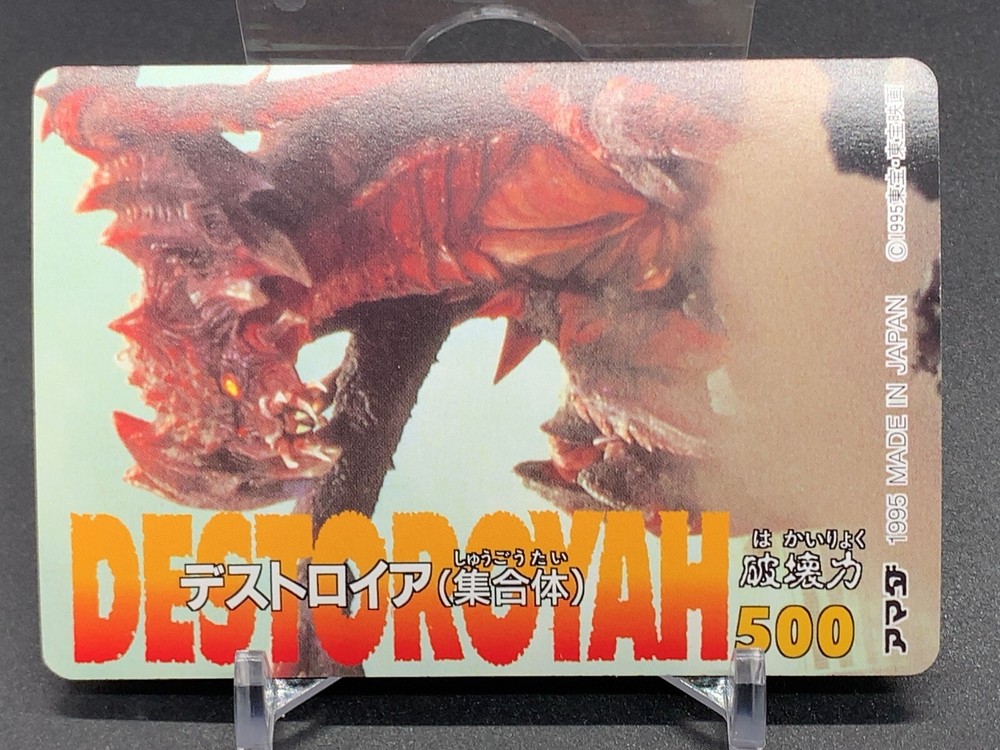 DESTOROYAH
しゅうごうたい
デストロイア(集合体)
はかいりょく
破壊力
500
©1995東宝・東宝映画
1995 MADE IN JAPAN
アマダ